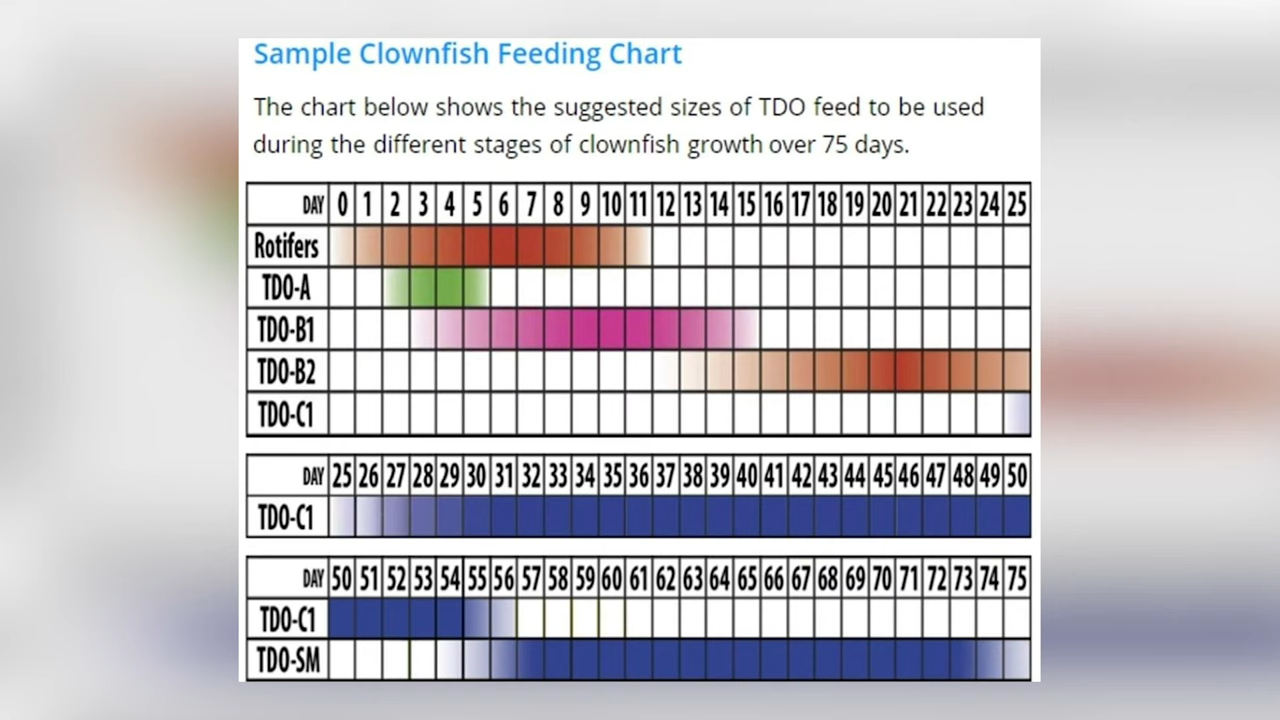 Sample Clownfish Feeding Chart
The chart below shows the suggested sizes of TDO feed to be used
during the different stages of clownfish growth over 75 days.
DAY 0 1 2 3 4 5 6 7 8 9 10 11 12 13 14 15 16 17 18 19 20 21 22 23 24 25
Rotifers
TDO-A
TDO-B1
TDO-B2
TDO-C1
DAY 25 26 27 28 29 30 31 32 33 34 35 36 37 38 39 40 41 42 43 44 45 46 47 48 49 50
TDO-C1
DAY 50 51 52 53 54 55 56 57 58 59 60 61 62 63 64 65 66 67 68 69 70 71 72 73 74 75
TDO-C1
TDO-SM